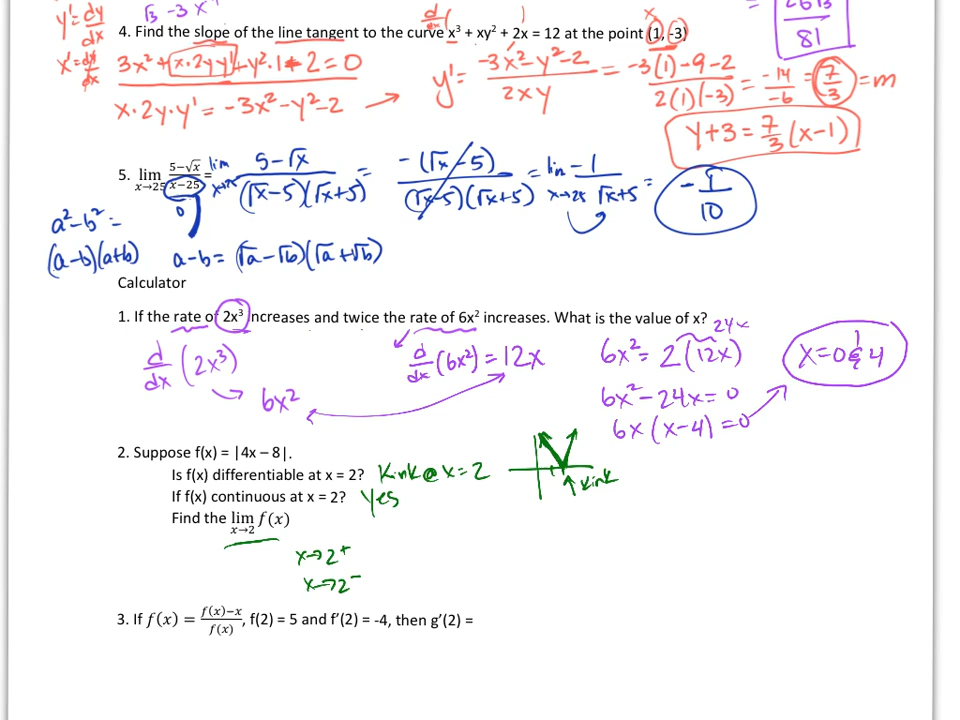 √3 -3x
81
y'= dy/dx
x'= dx/dx
d/dx(
4. Find the slope of the line tangent to the curve x³ + xy² + 2x = 12 at the point (1, -3)
3x² + x·2yy' + y²·1 + 2 = 0
x·2y·y' = -3x²-y²-2 → y' = (-3x²-y²-2)/(2xy) = (-3(1)-9-2)/(2(1)(-3)) = -14/-6 = 7/3 = m
y+3 = 7/3 (x-1)
5. lim x→25 (5−√x)/(x−25) = lim x→25 (5-√x)/((√x-5)(√x+5)) = -(√x-5)/((√x-5)(√x+5)) = lim x→25 -1/(√x+5) = -1/10
0
a²-b² =
(a-b)(a+b) a-b = (√a-√b)(√a+√b)
Calculator
1. If the rate of 2x³ increases and twice the rate of 6x² increases. What is the value of x?
24x
d/dx (2x³) d/dx (6x²) = 12x 6x² = 2(12x) x=0 & 4
6x² 6x²-24x=0
6x(x-4)=0
2. Suppose f(x) = |4x – 8|.
Is f(x) differentiable at x = 2? Kink @ x=2
kink
If f(x) continuous at x = 2? Yes
Find the lim x→2 f(x)
x→2⁺
x→2⁻
3. If f(x) = (f(x)−x)/f(x), f(2) = 5 and f'(2) = -4, then g'(2) =